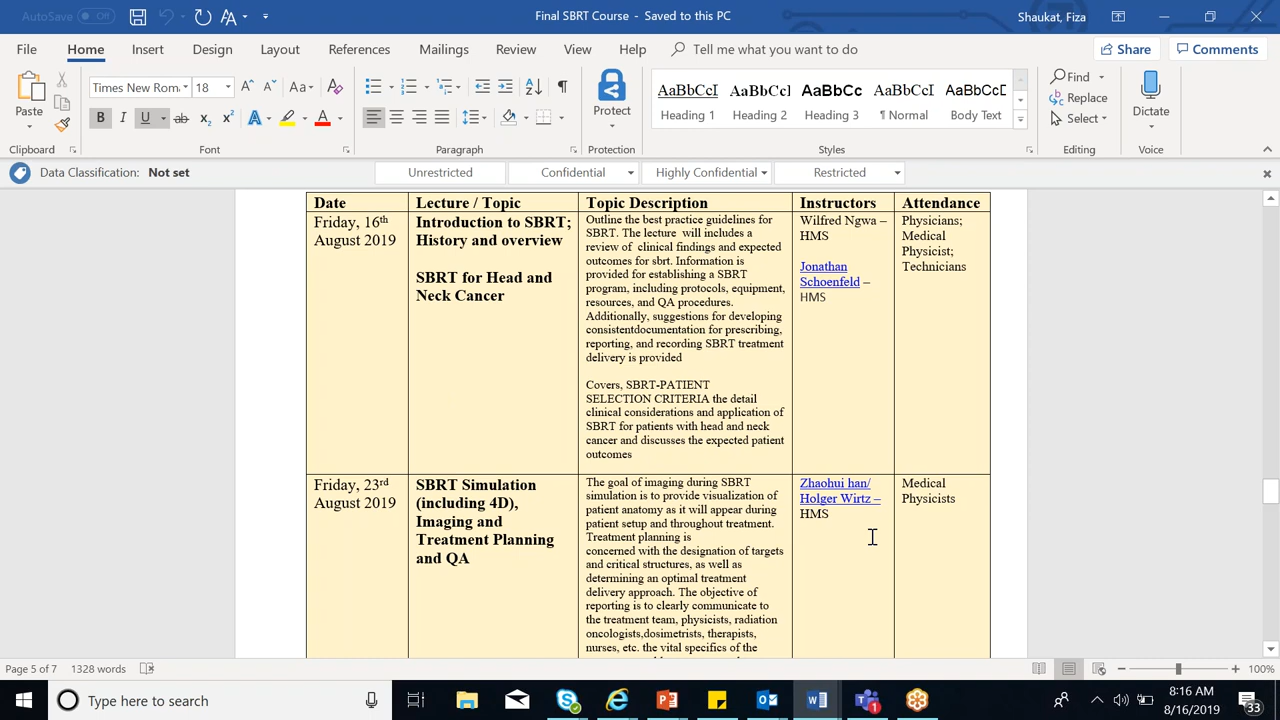 AutoSave Off
Final SBRT Course - Saved to this PC
Shaukat, Fiza
File Home Insert Design Layout References Mailings Review View Help Tell me what you want to do Share Comments
Times New Rom 18
Aa
Paste
Protect
AaBbCcI AaBbCcI AaBbCc AaBbCcI AaBbCcD
Heading 1 Heading 2 Heading 3 ¶ Normal Body Text
Find
Replace
Select
Dictate
Clipboard Font Paragraph Protection Styles Editing Voice
Data Classification: Not set Unrestricted Confidential Highly Confidential Restricted
Date Lecture / Topic Topic Description Instructors Attendance
Friday, 16th
August 2019
Introduction to SBRT;
History and overview
SBRT for Head and
Neck Cancer
Outline the best practice guidelines for
SBRT. The lecture will includes a
review of clinical findings and expected
outcomes for sbrt. Information is
provided for establishing a SBRT
program, including protocols, equipment,
resources, and QA procedures.
Additionally, suggestions for developing
consistentdocumentation for prescribing,
reporting, and recording SBRT treatment
delivery is provided
Covers, SBRT-PATIENT
SELECTION CRITERIA the detail
clinical considerations and application of
SBRT for patients with head and neck
cancer and discusses the expected patient
outcomes
Wilfred Ngwa –
HMS
Jonathan
Schoenfeld –
HMS
Physicians;
Medical
Physicist;
Technicians
Friday, 23rd
August 2019
SBRT Simulation
(including 4D),
Imaging and
Treatment Planning
and QA
The goal of imaging during SBRT
simulation is to provide visualization of
patient anatomy as it will appear during
patient setup and throughout treatment.
Treatment planning is
concerned with the designation of targets
and critical structures, as well as
determining an optimal treatment
delivery approach. The objective of
reporting is to clearly communicate to
the treatment team, physicists, radiation
oncologists,dosimetrists, therapists,
nurses, etc. the vital specifics of the
Zhaohui han/
Holger Wirtz –
HMS
Medical
Physicists
Page 5 of 7 1328 words 100%
Type here to search
8:16 AM
8/16/2019
1
33